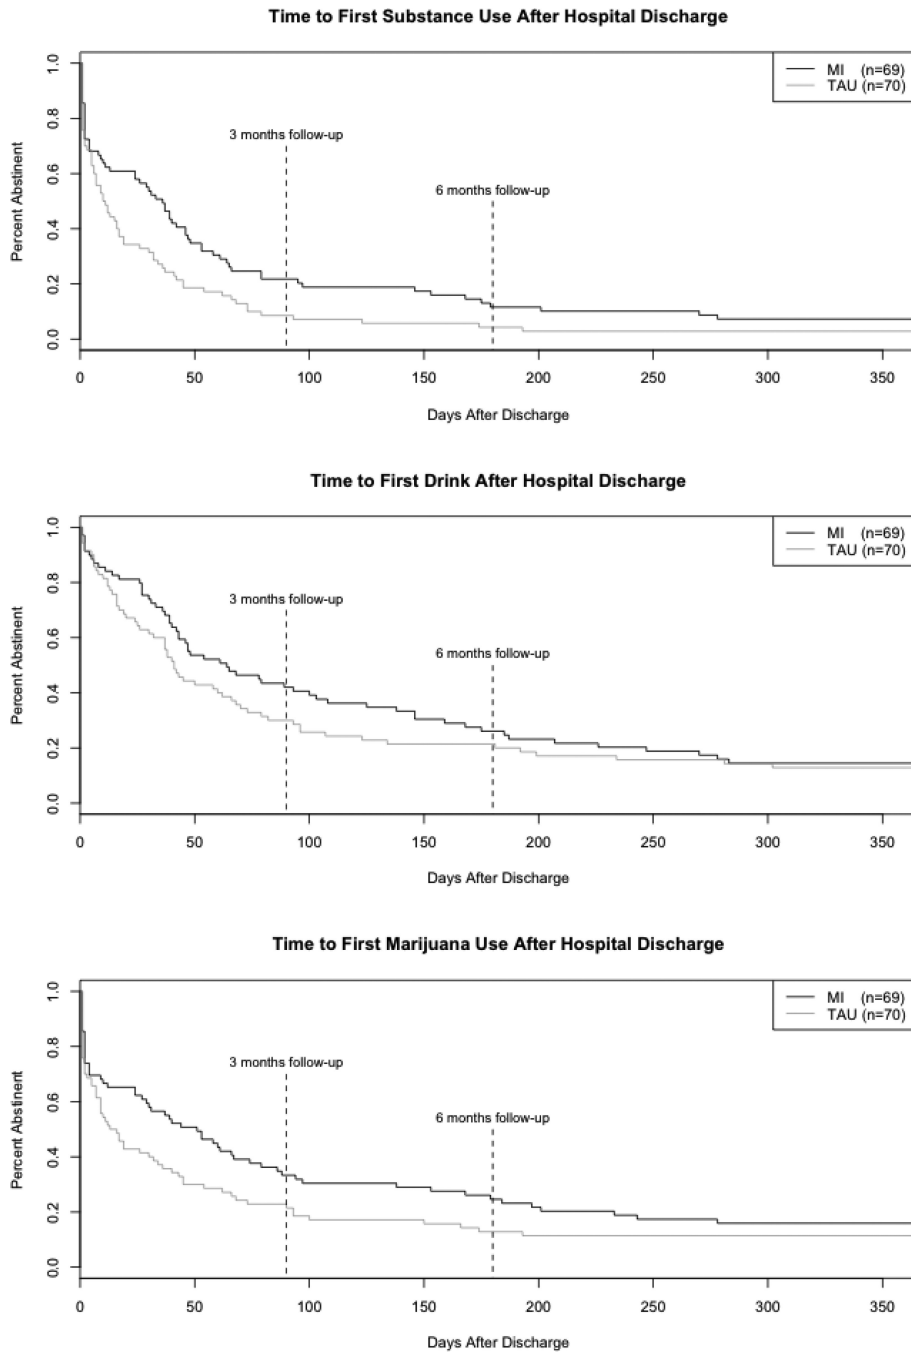 Time to First Substance Use After Hospital Discharge
MI (n=69)
TAU (n=70)
3 months follow-up
6 months follow-up
Percent Abstinent
1.0
0.8
0.6
0.4
0.2
0.0
0 50 100 150 200 250 300 350
Days After Discharge
Time to First Drink After Hospital Discharge
MI (n=69)
TAU (n=70)
3 months follow-up
6 months follow-up
Percent Abstinent
1.0
0.8
0.6
0.4
0.2
0.0
0 50 100 150 200 250 300 350
Days After Discharge
Time to First Marijuana Use After Hospital Discharge
MI (n=69)
TAU (n=70)
3 months follow-up
6 months follow-up
Percent Abstinent
1.0
0.8
0.6
0.4
0.2
0.0
0 50 100 150 200 250 300 350
Days After Discharge